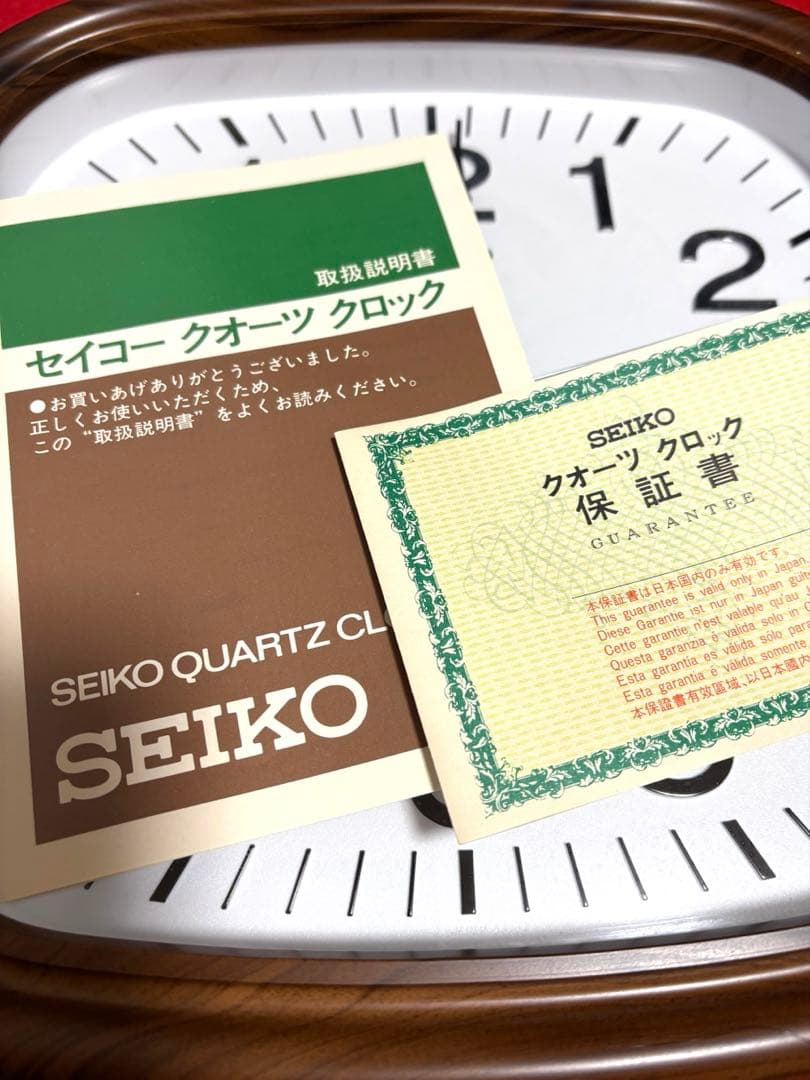 1
2
取扱説明書
セイコー クオーツ クロック
●お買いあげありがとうございました。
正しくお使いいただくため、
この “取扱説明書” をよくお読みください。
SEIKO QUARTZ
SEIKO
SEIKO
クオーツ クロック
保証書
GUARANTEE
本保証書は日本国内のみ有効です。
This guarantee is valid only in Japan
Diese Garantie ist nur in Japan
Cette garantie n'est valable qu'au
Questa garanzia è valida solo in
Esta garantía es válida sólo
Esta garantia é válida somente
本保證書有效區域、以日本國內